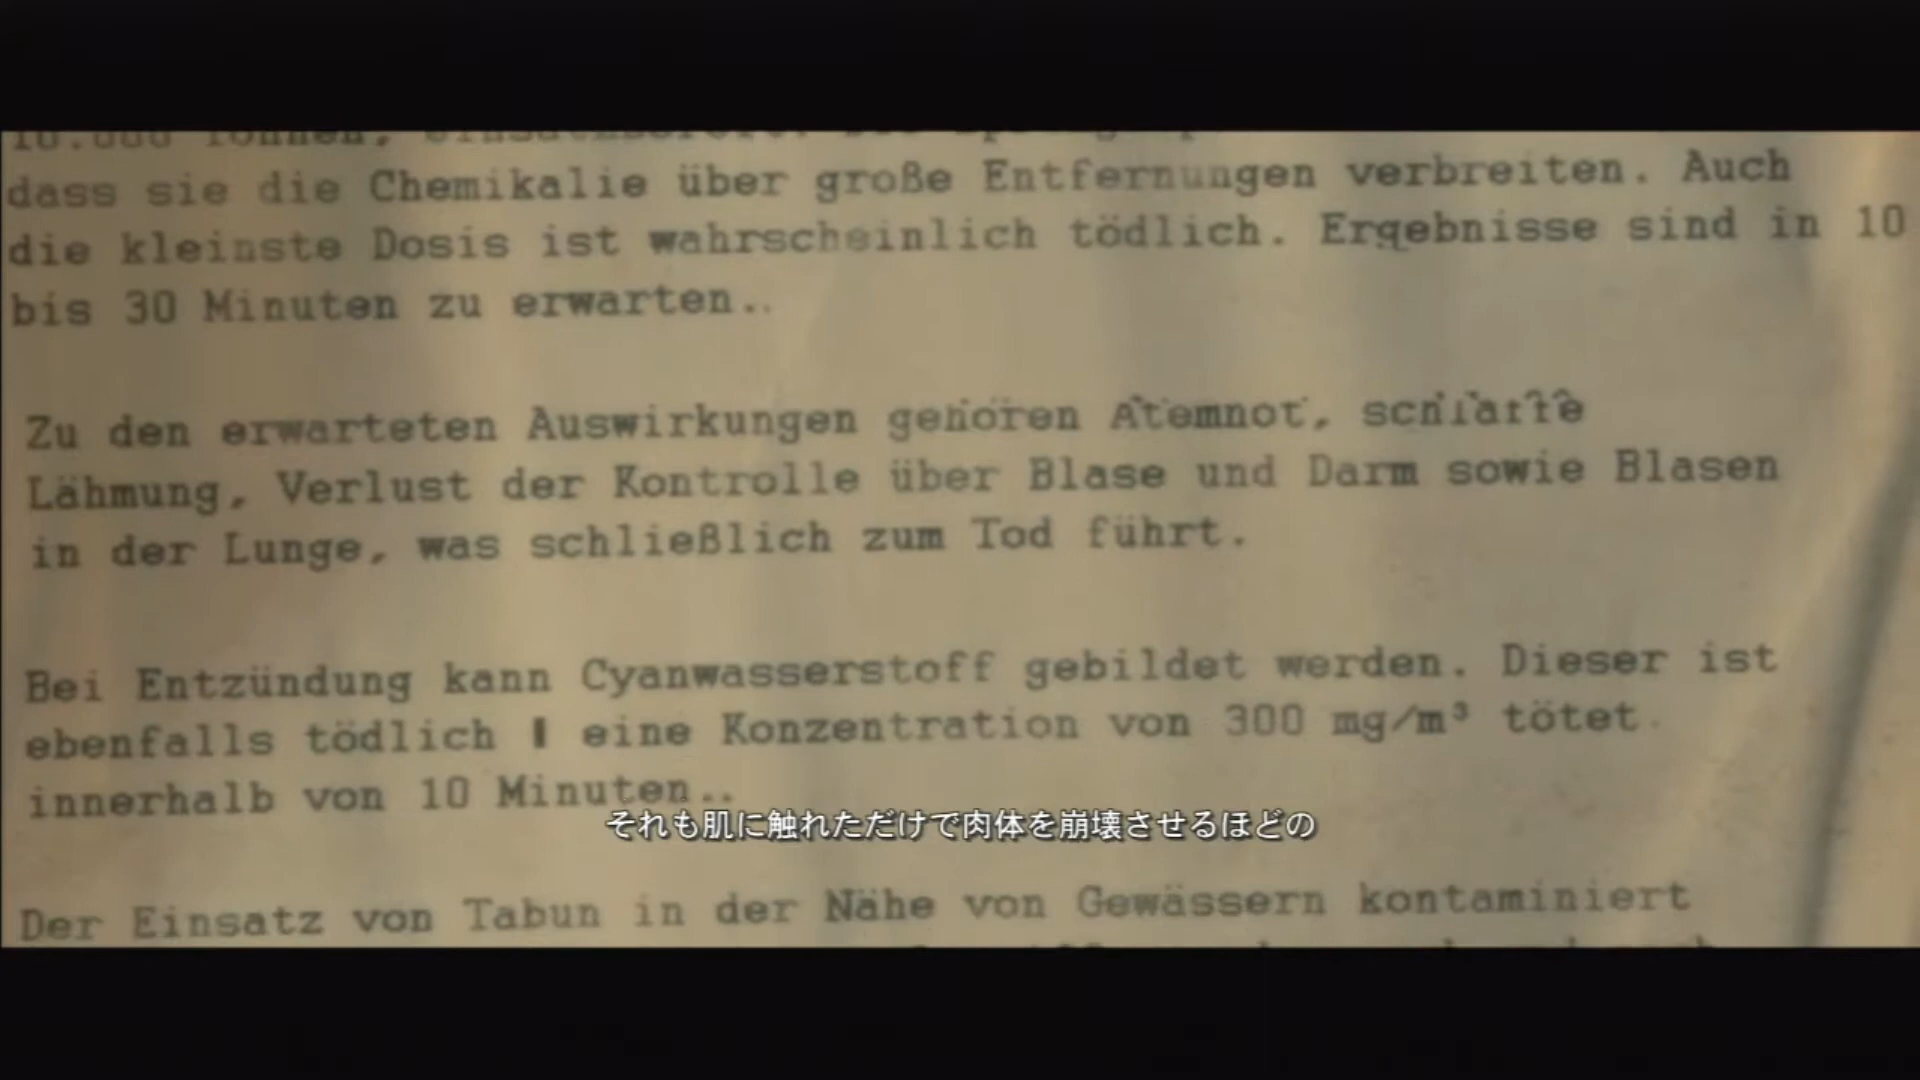 dass sie die Chemikalie über große Entfernungen verbreiten. Auch
die kleinste Dosis ist wahrscheinlich tödlich. Ergebnisse sind in 10
bis 30 Minuten zu erwarten..
Zu den erwarteten Auswirkungen gehören Atemnot, schlaffe
Lähmung, Verlust der Kontrolle über Blase und Darm sowie Blasen
in der Lunge, was schließlich zum Tod führt.
Bei Entzündung kann Cyanwasserstoff gebildet werden. Dieser ist
ebenfalls tödlich eine Konzentration von 300 mg/m³ tötet
innerhalb von 10 Minuten..
それも肌に触れただけで肉体を崩壊させるほどの
Der Einsatz von Tabun in der Nähe von Gewässern kontaminiert